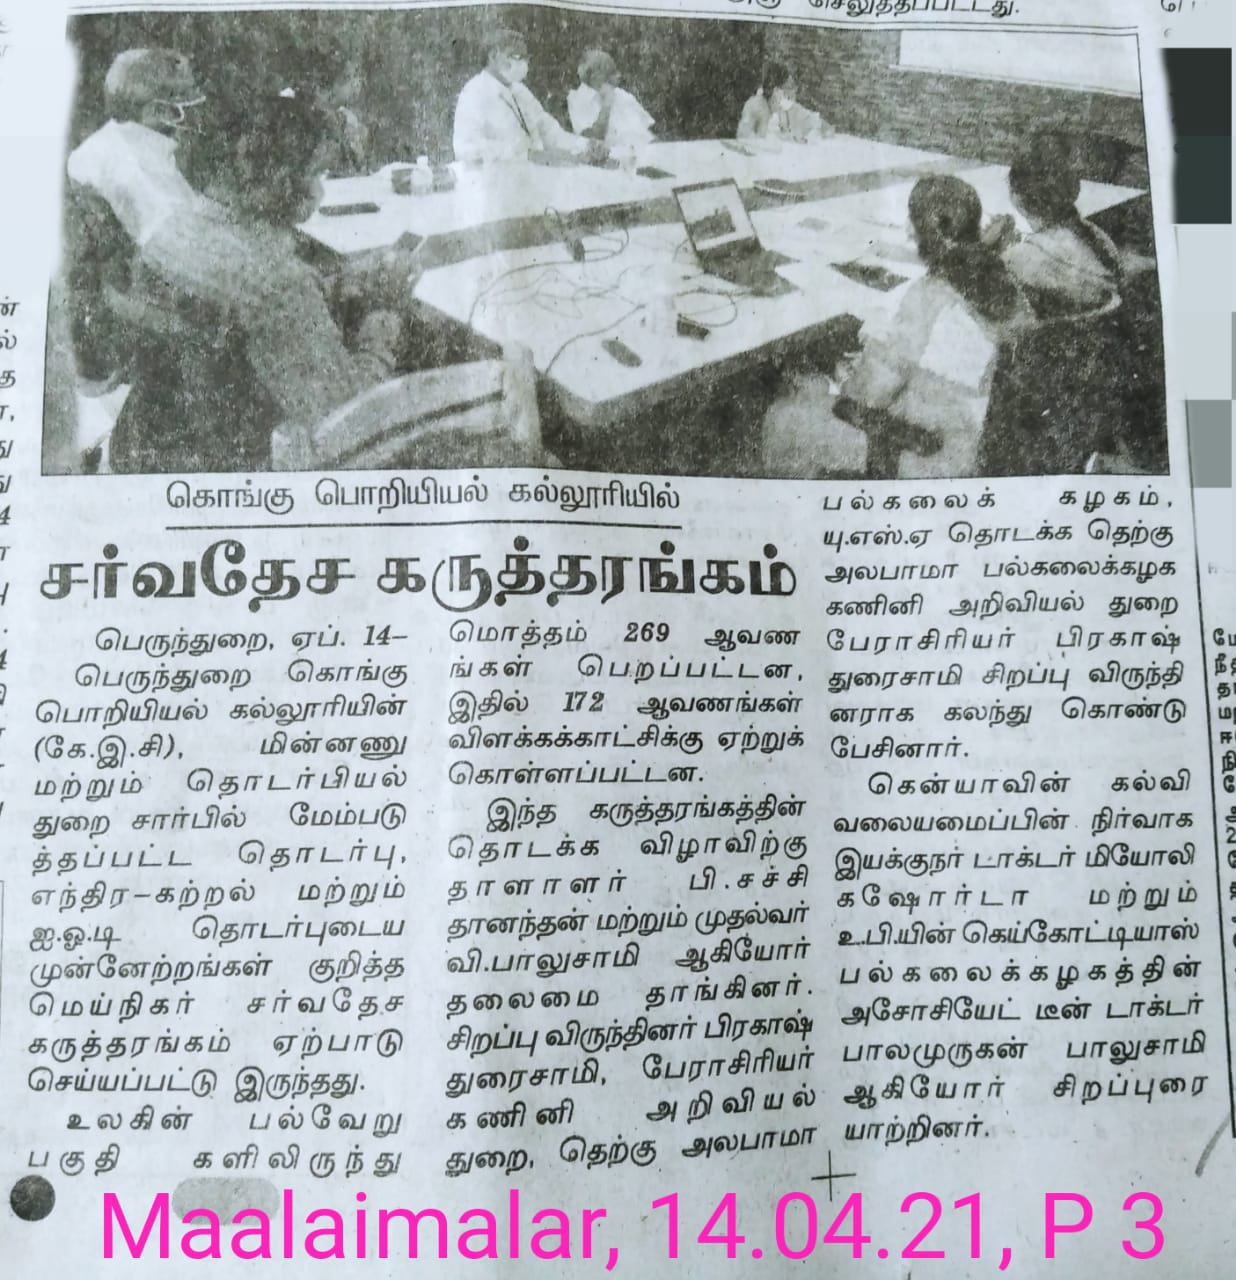 செலுத்தப்பட்டது.
கொங்கு பொறியியல் கல்லூரியில்
சர்வதேச கருத்தரங்கம்
பெருந்துறை, ஏப். 14–
பெருந்துறை கொங்கு
பொறியியல் கல்லூரியின்
(கே.இ.சி), மின்னணு
மற்றும் தொடர்பியல்
துறை சார்பில் மேம்படு
த்தப்பட்ட தொடர்பு,
எந்திர–கற்றல் மற்றும்
ஐ.ஓ.டி தொடர்புடைய
முன்னேற்றங்கள் குறித்த
மெய்நிகர் சர்வதேச
கருத்தரங்கம் ஏற்பாடு
செய்யப்பட்டு இருந்தது.
உலகின் பல்வேறு
பகுதி களிலிருந்து
மொத்தம் 269 ஆவண
ங்கள் பெறப்பட்டன,
இதில் 172 ஆவணங்கள்
விளக்கக்காட்சிக்கு ஏற்றுக்
கொள்ளப்பட்டன.
இந்த கருத்தரங்கத்தின்
தொடக்க விழாவிற்கு
தாளாளர் பி.சச்சி
தானந்தன் மற்றும் முதல்வர்
வி.பாலுசாமி ஆகியோர்
தலைமை தாங்கினர்.
சிறப்பு விருந்தினர் பிரகாஷ்
துரைசாமி, பேராசிரியர்
கணினி அறிவியல்
துறை, தெற்கு அலபாமா
பல்கலைக் கழகம்,
யு.எஸ்.ஏ தொடக்க தெற்கு
அலபாமா பல்கலைக்கழக
கணினி அறிவியல் துறை
பேராசிரியர் பிரகாஷ்
துரைசாமி சிறப்பு விருந்தி
னராக கலந்து கொண்டு
பேசினார்.
கென்யாவின் கல்வி
வலையமைப்பின் நிர்வாக
இயக்குநர் டாக்டர் மியோலி
கஷோர்டா மற்றும்
உ.பி.யின் கெய்கோட்டியாஸ்
பல்கலைக்கழகத்தின்
அசோசியேட் டீன் டாக்டர்
பாலமுருகன் பாலுசாமி
ஆகியோர் சிறப்புரை
யாற்றினர்.
Maalaimalar, 14.04.21, P 3